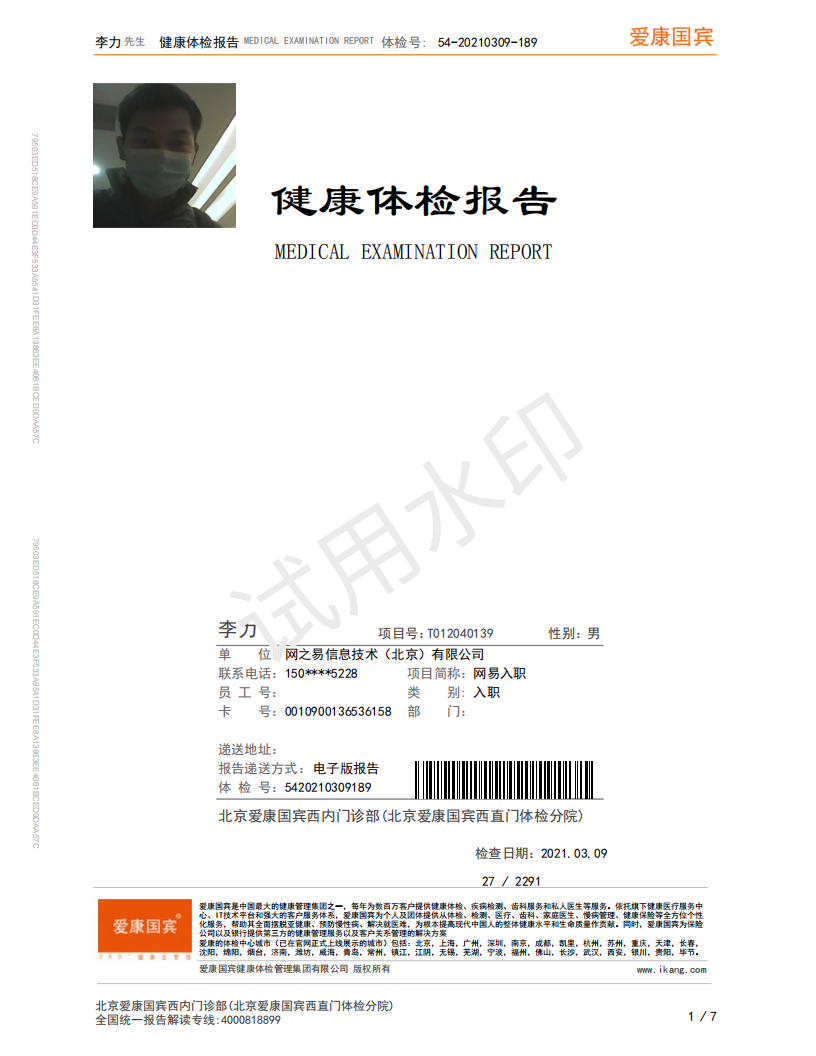 李力 先生 健康体检报告 MEDICAL EXAMINATION REPORT 体检号: 54-20210309-189 爱康国宾
健康体检报告
MEDICAL EXAMINATION REPORT
试用水印
李力 项目号:T012040139 性别: 男
单 位: 网之易信息技术（北京）有限公司
联系电话: 150****5228 项目简称: 网易入职
员 工 号: 类 别: 入职
卡 号: 0010900136536158 部 门:
递送地址:
报告递送方式: 电子版报告
体 检 号: 5420210309189
北京爱康国宾西内门诊部(北京爱康国宾西直门体检分院)
检查日期: 2021.03.09
27 / 2291
爱康国宾®
爱康国宾是中国最大的健康管理集团之一，每年为数百万客户提供健康体检、疾病检测、齿科服务和私人医生等服务。依托旗下健康医疗服务中
心、IT技术平台和强大的客户服务体系，爱康国宾为个人及团体提供从体检、检测、医疗、齿科、家庭医生、慢病管理、健康保险等全方位个性
化服务，帮助其全面摆脱亚健康、预防慢性病、解决就医难，为根本提高现代中国人的整体健康水平和生命质量作贡献。同时，爱康国宾为保险
公司以及银行提供第三方的健康管理服务以及客户关系管理的解决方案
爱康的体检中心城市（已在官网正式上线展示的城市）包括: 北京，上海，广州，深圳，南京，成都，凯里，杭州，苏州，重庆，天津，长春，
沈阳，绵阳，烟台，济南，潍坊，威海，青岛，常州，镇江，江阴，无锡，芜湖，宁波，福州，佛山，长沙，武汉，西安，银川，贵阳，毕节。
爱康国宾健康体检管理集团有限公司 版权所有 www.ikang.com
北京爱康国宾西内门诊部(北京爱康国宾西直门体检分院)
全国统一报告解读专线:4000818899
1 / 7